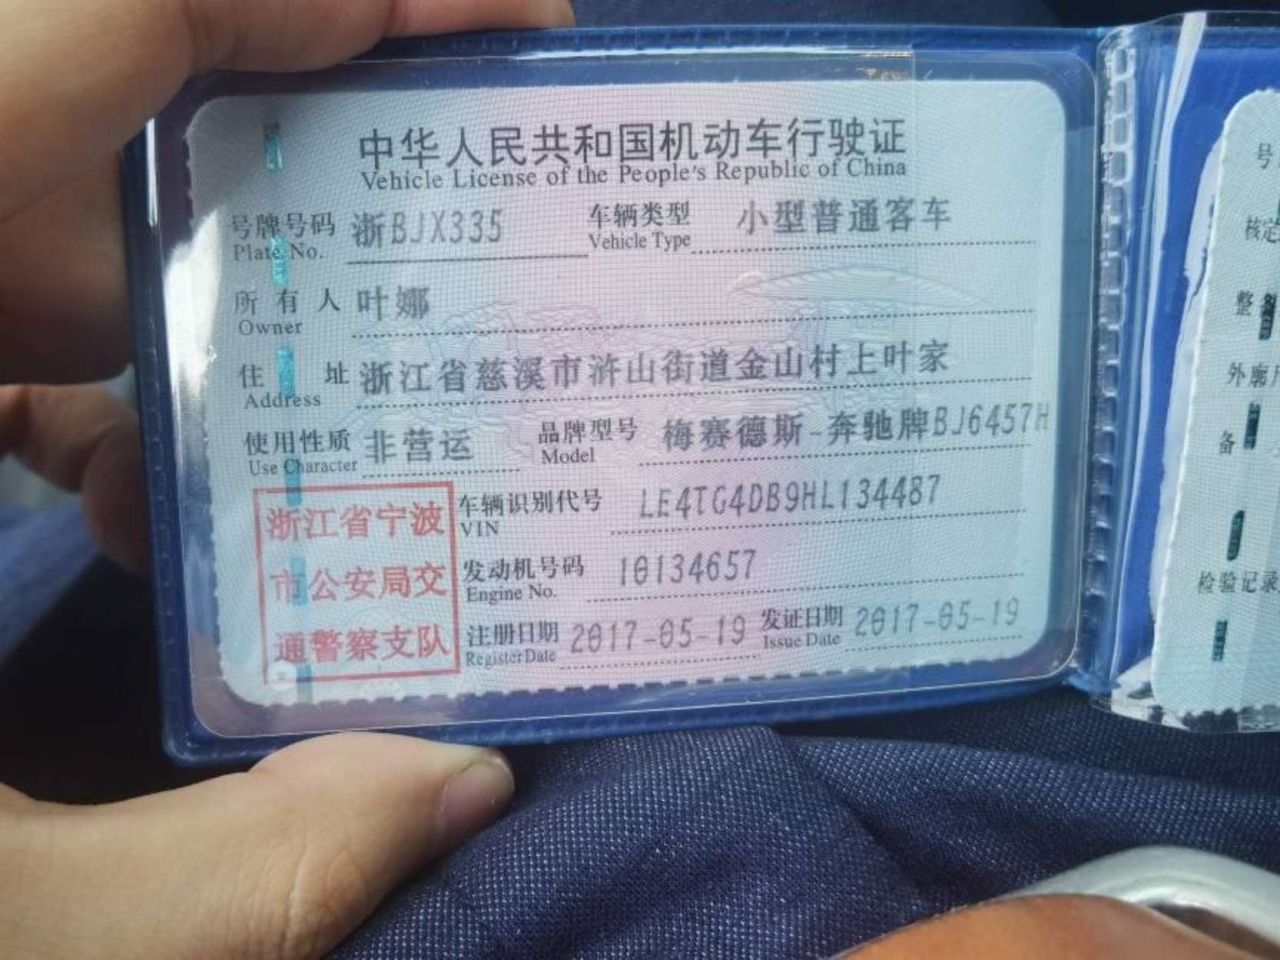 中华人民共和国机动车行驶证
Vehicle License of the People's Republic of China
号牌号码 浙BJX335 车辆类型 小型普通客车
Plate No. Vehicle Type
所有人 叶娜
Owner
住址 浙江省慈溪市浒山街道金山村上叶家
Address
使用性质 非营运 品牌型号 梅赛德斯-奔驰牌BJ6457H
Use Character Model
车辆识别代号 LE4TG4DB9HL134487
VIN
发动机号码 10134657
Engine No.
注册日期 2017-05-19 发证日期 2017-05-19
Register Date Issue Date
浙江省宁波
市公安局交
通警察支队
号
核定
整
外廓
备
检验记录